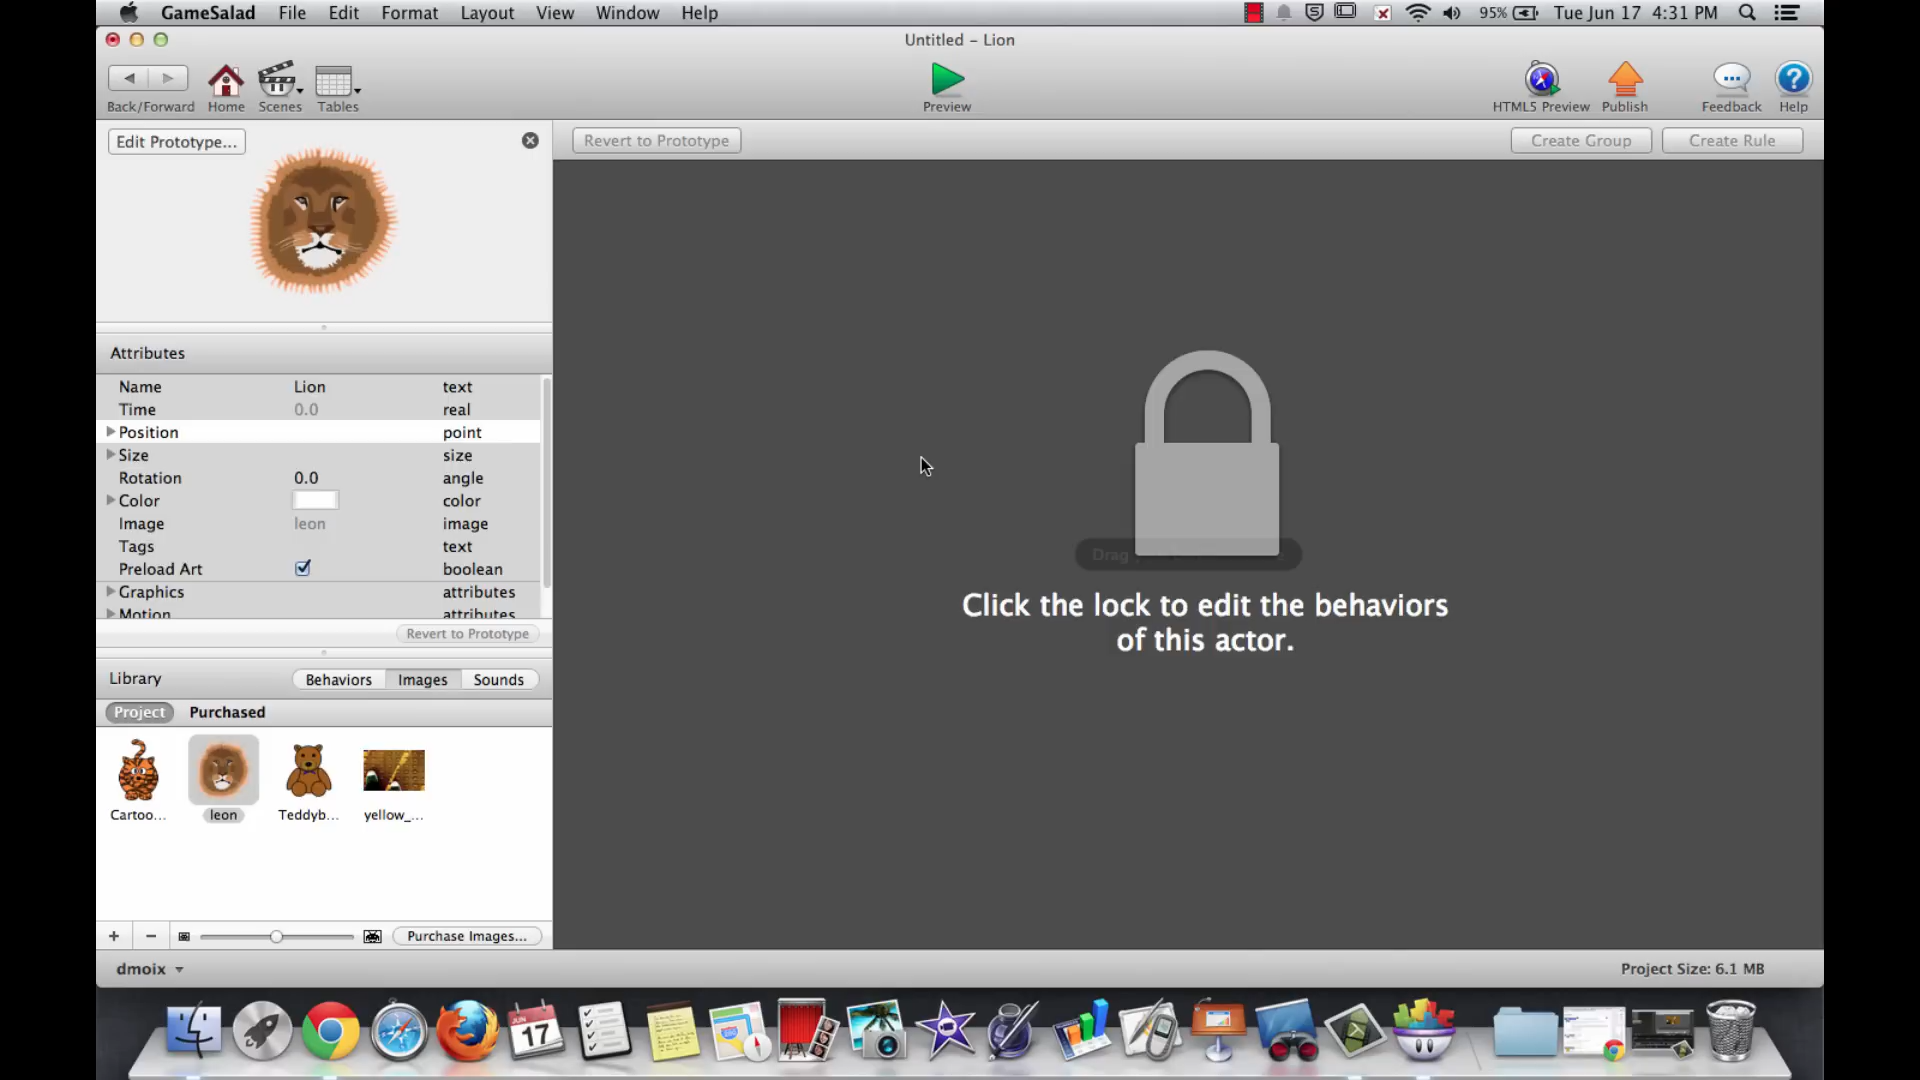 GameSalad File Edit Format Layout View Window Help 95% Tue Jun 17 4:31 PM
Untitled – Lion
Back/Forward Home Scenes Tables Preview HTML5 Preview Publish Feedback Help
Edit Prototype... Revert to Prototype Create Group Create Rule
Attributes
Name Lion text
Time 0.0 real
Position point
Size size
Rotation 0.0 angle
Color color
Image leon image
Tags text
Preload Art boolean
Graphics attributes
Motion attributes
Revert to Prototype
Drag
Click the lock to edit the behaviors
of this actor.
Library Behaviors Images Sounds
Project Purchased
Cartoo... leon Teddyb... yellow_...
+ − Purchase Images...
dmoix Project Size: 6.1 MB
JUN
17